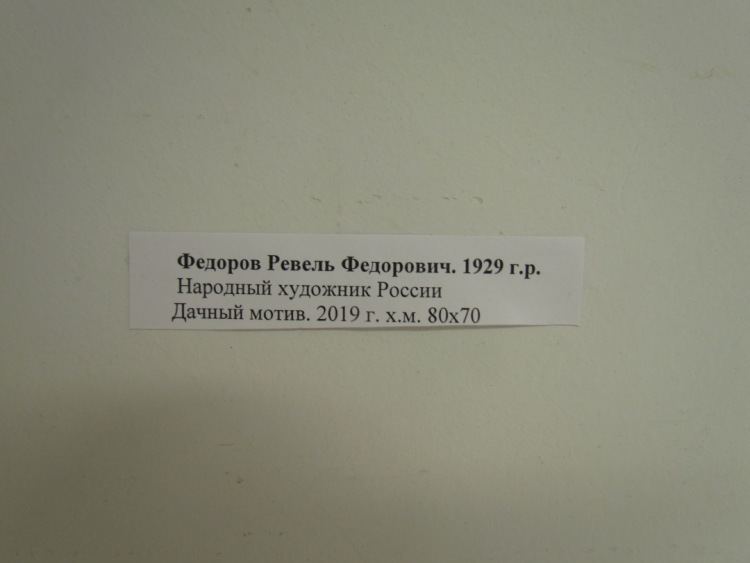 Федоров Ревель Федорович. 1929 г.р.
Народный художник России
Дачный мотив. 2019 г. х.м. 80х70